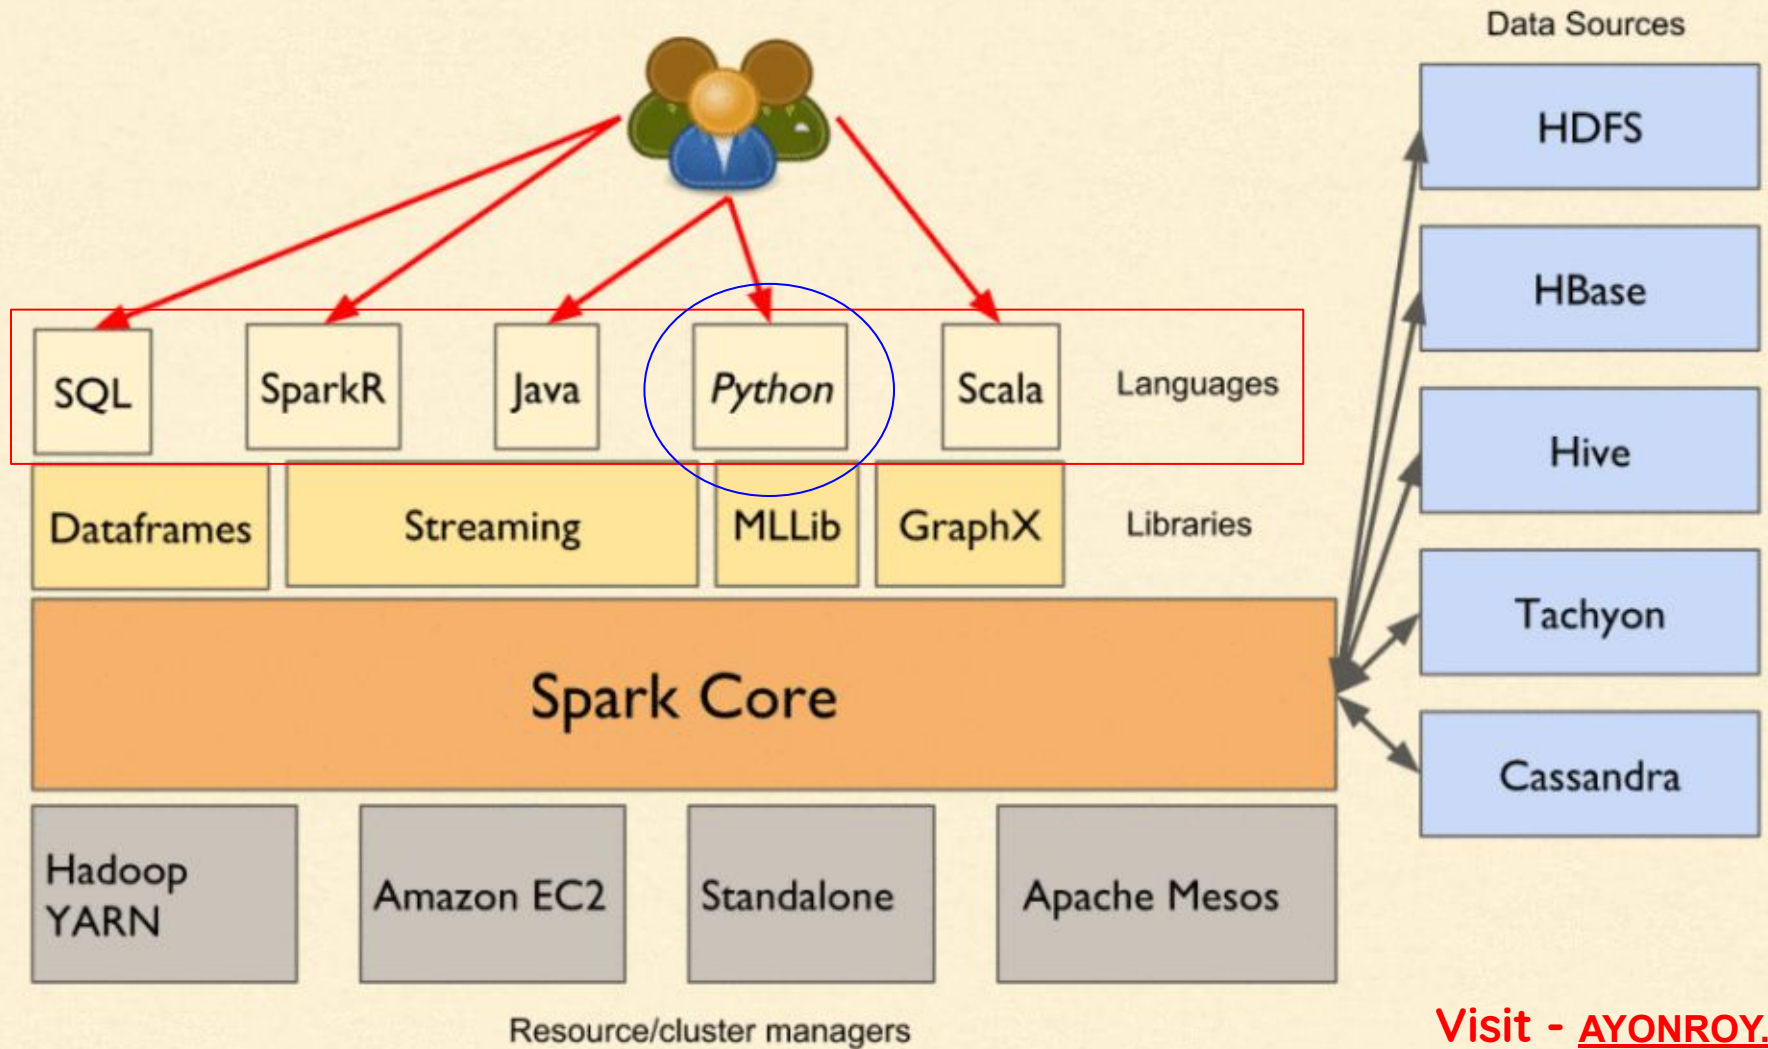 Data Sources
HDFS
HBase
Hive
Tachyon
Cassandra
SQL
SparkR
Java
Python
Scala
Languages
Dataframes
Streaming
MLLib
GraphX
Libraries
Spark Core
Hadoop
YARN
Amazon EC2
Standalone
Apache Mesos
Resource/cluster managers
Visit - AYONROY.